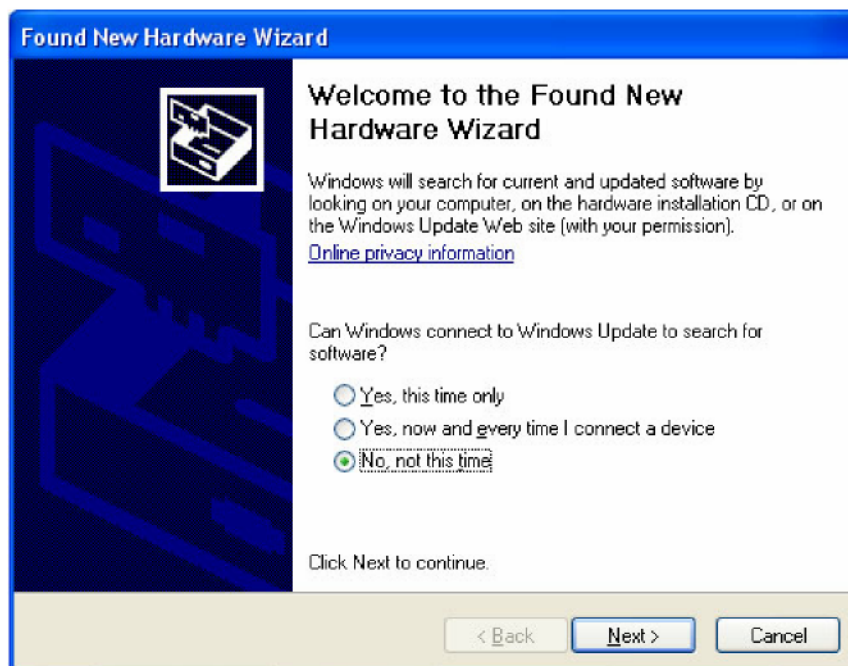 Found New Hardware Wizard
Welcome to the Found New
Hardware Wizard
Windows will search for current and updated software by
looking on your computer, on the hardware installation CD, or on
the Windows Update Web site (with your permission).
Online privacy information
Can Windows connect to Windows Update to search for
software?
Yes, this time only
Yes, now and every time I connect a device
No, not this time
Click Next to continue.
< Back Next > Cancel